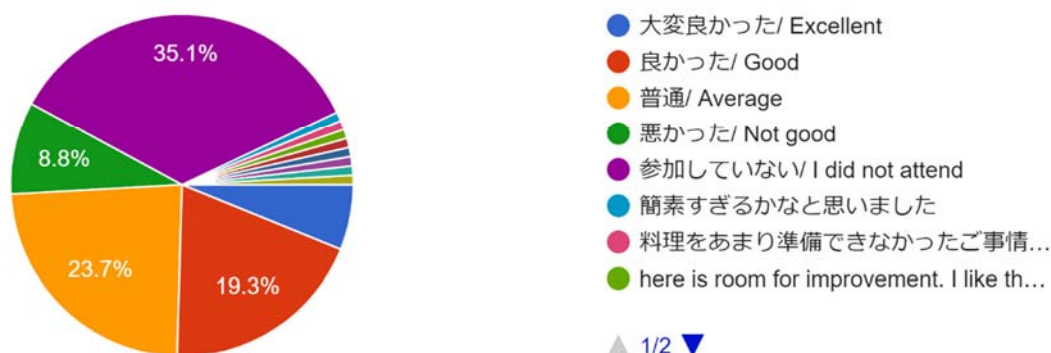 35.1%
8.8%
23.7%
19.3%
大変良かった/ Excellent
良かった/ Good
普通/ Average
悪かった/ Not good
参加していない/ I did not attend
簡素すぎるかなと思いました
料理をあまり準備できなかったご事情…
here is room for improvement. I like th…
1/2